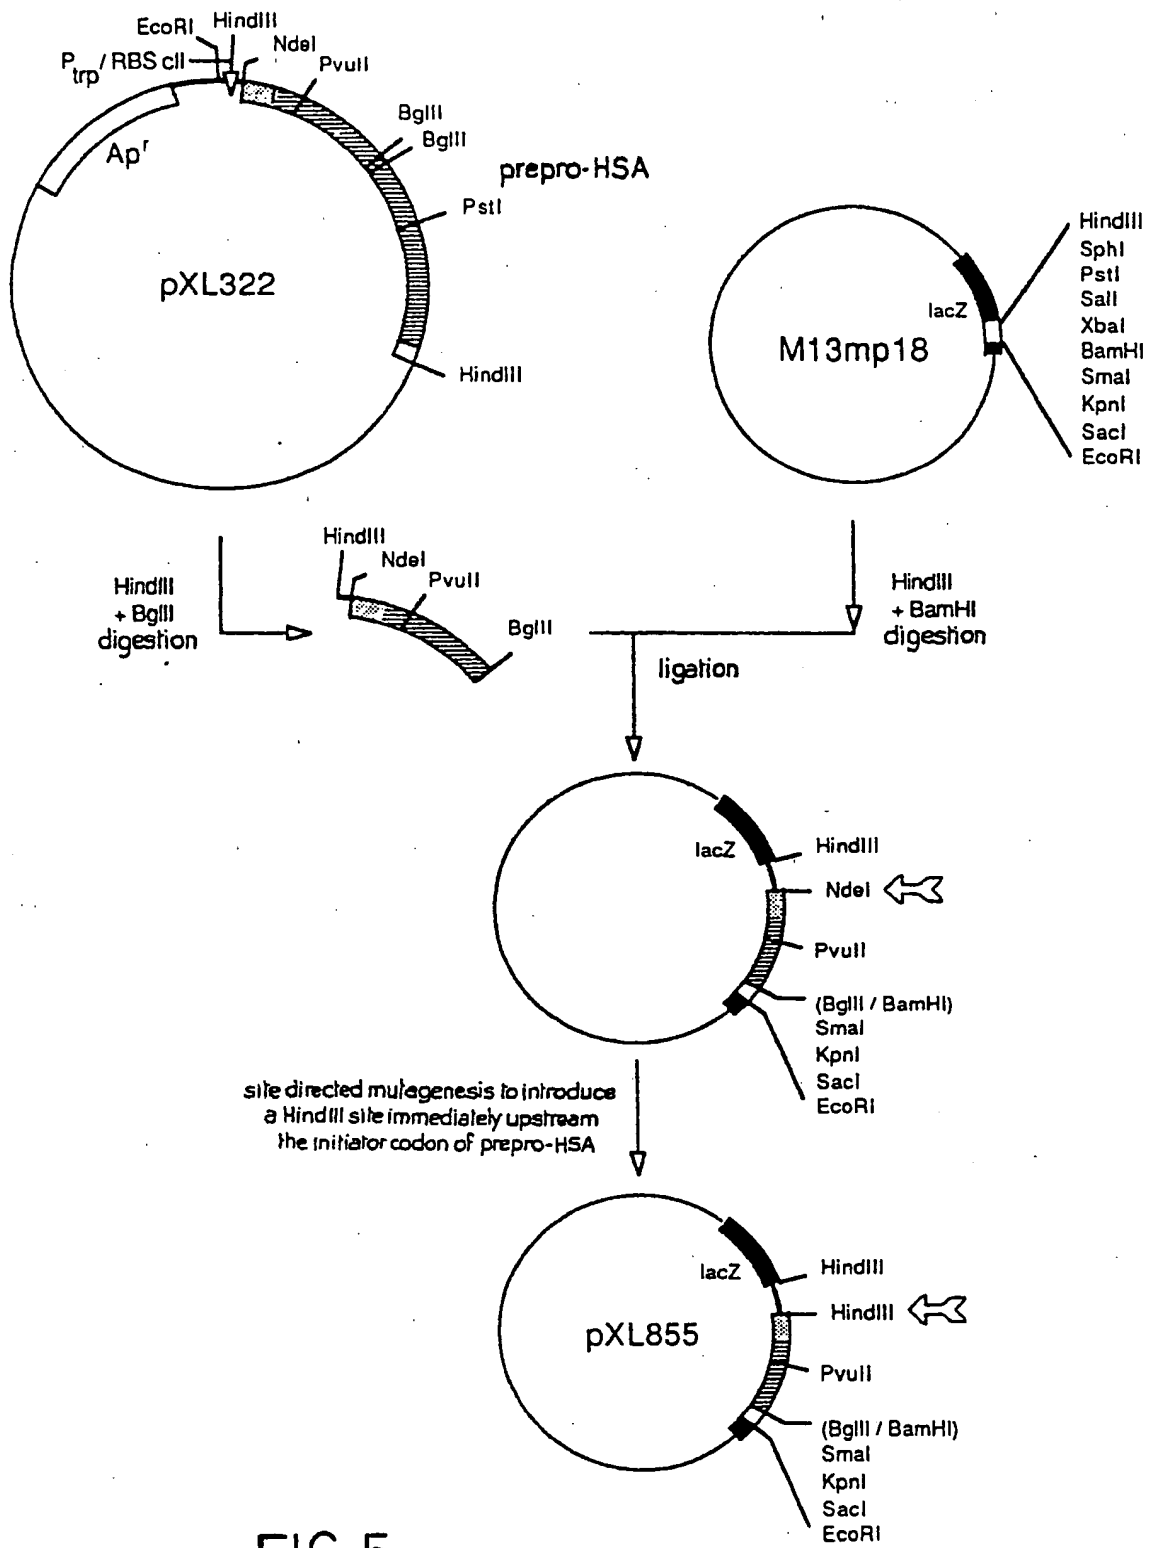 EcoRI
HindIII
NdeI
Ptrp / RBS cII
PvuII
BglII
BglII
Apr
prepro-HSA
PstI
pXL322
HindIII
M13mp18
lacZ
HindIII
SphI
PstI
SalI
XbaI
BamHI
SmaI
KpnI
SacI
EcoRI
HindIII
+ BglII
digestion
HindIII
NdeI
PvuII
BglII
HindIII
+ BamHI
digestion
ligation
lacZ
HindIII
NdeI
PvuII
(BglII / BamHI)
SmaI
KpnI
SacI
EcoRI
site directed mutagenesis to introduce
a HindIII site immediately upstream
the initiator codon of prepro-HSA
lacZ
HindIII
HindIII
pXL855
PvuII
(BglII / BamHI)
SmaI
KpnI
SacI
EcoRI
FIG. 5